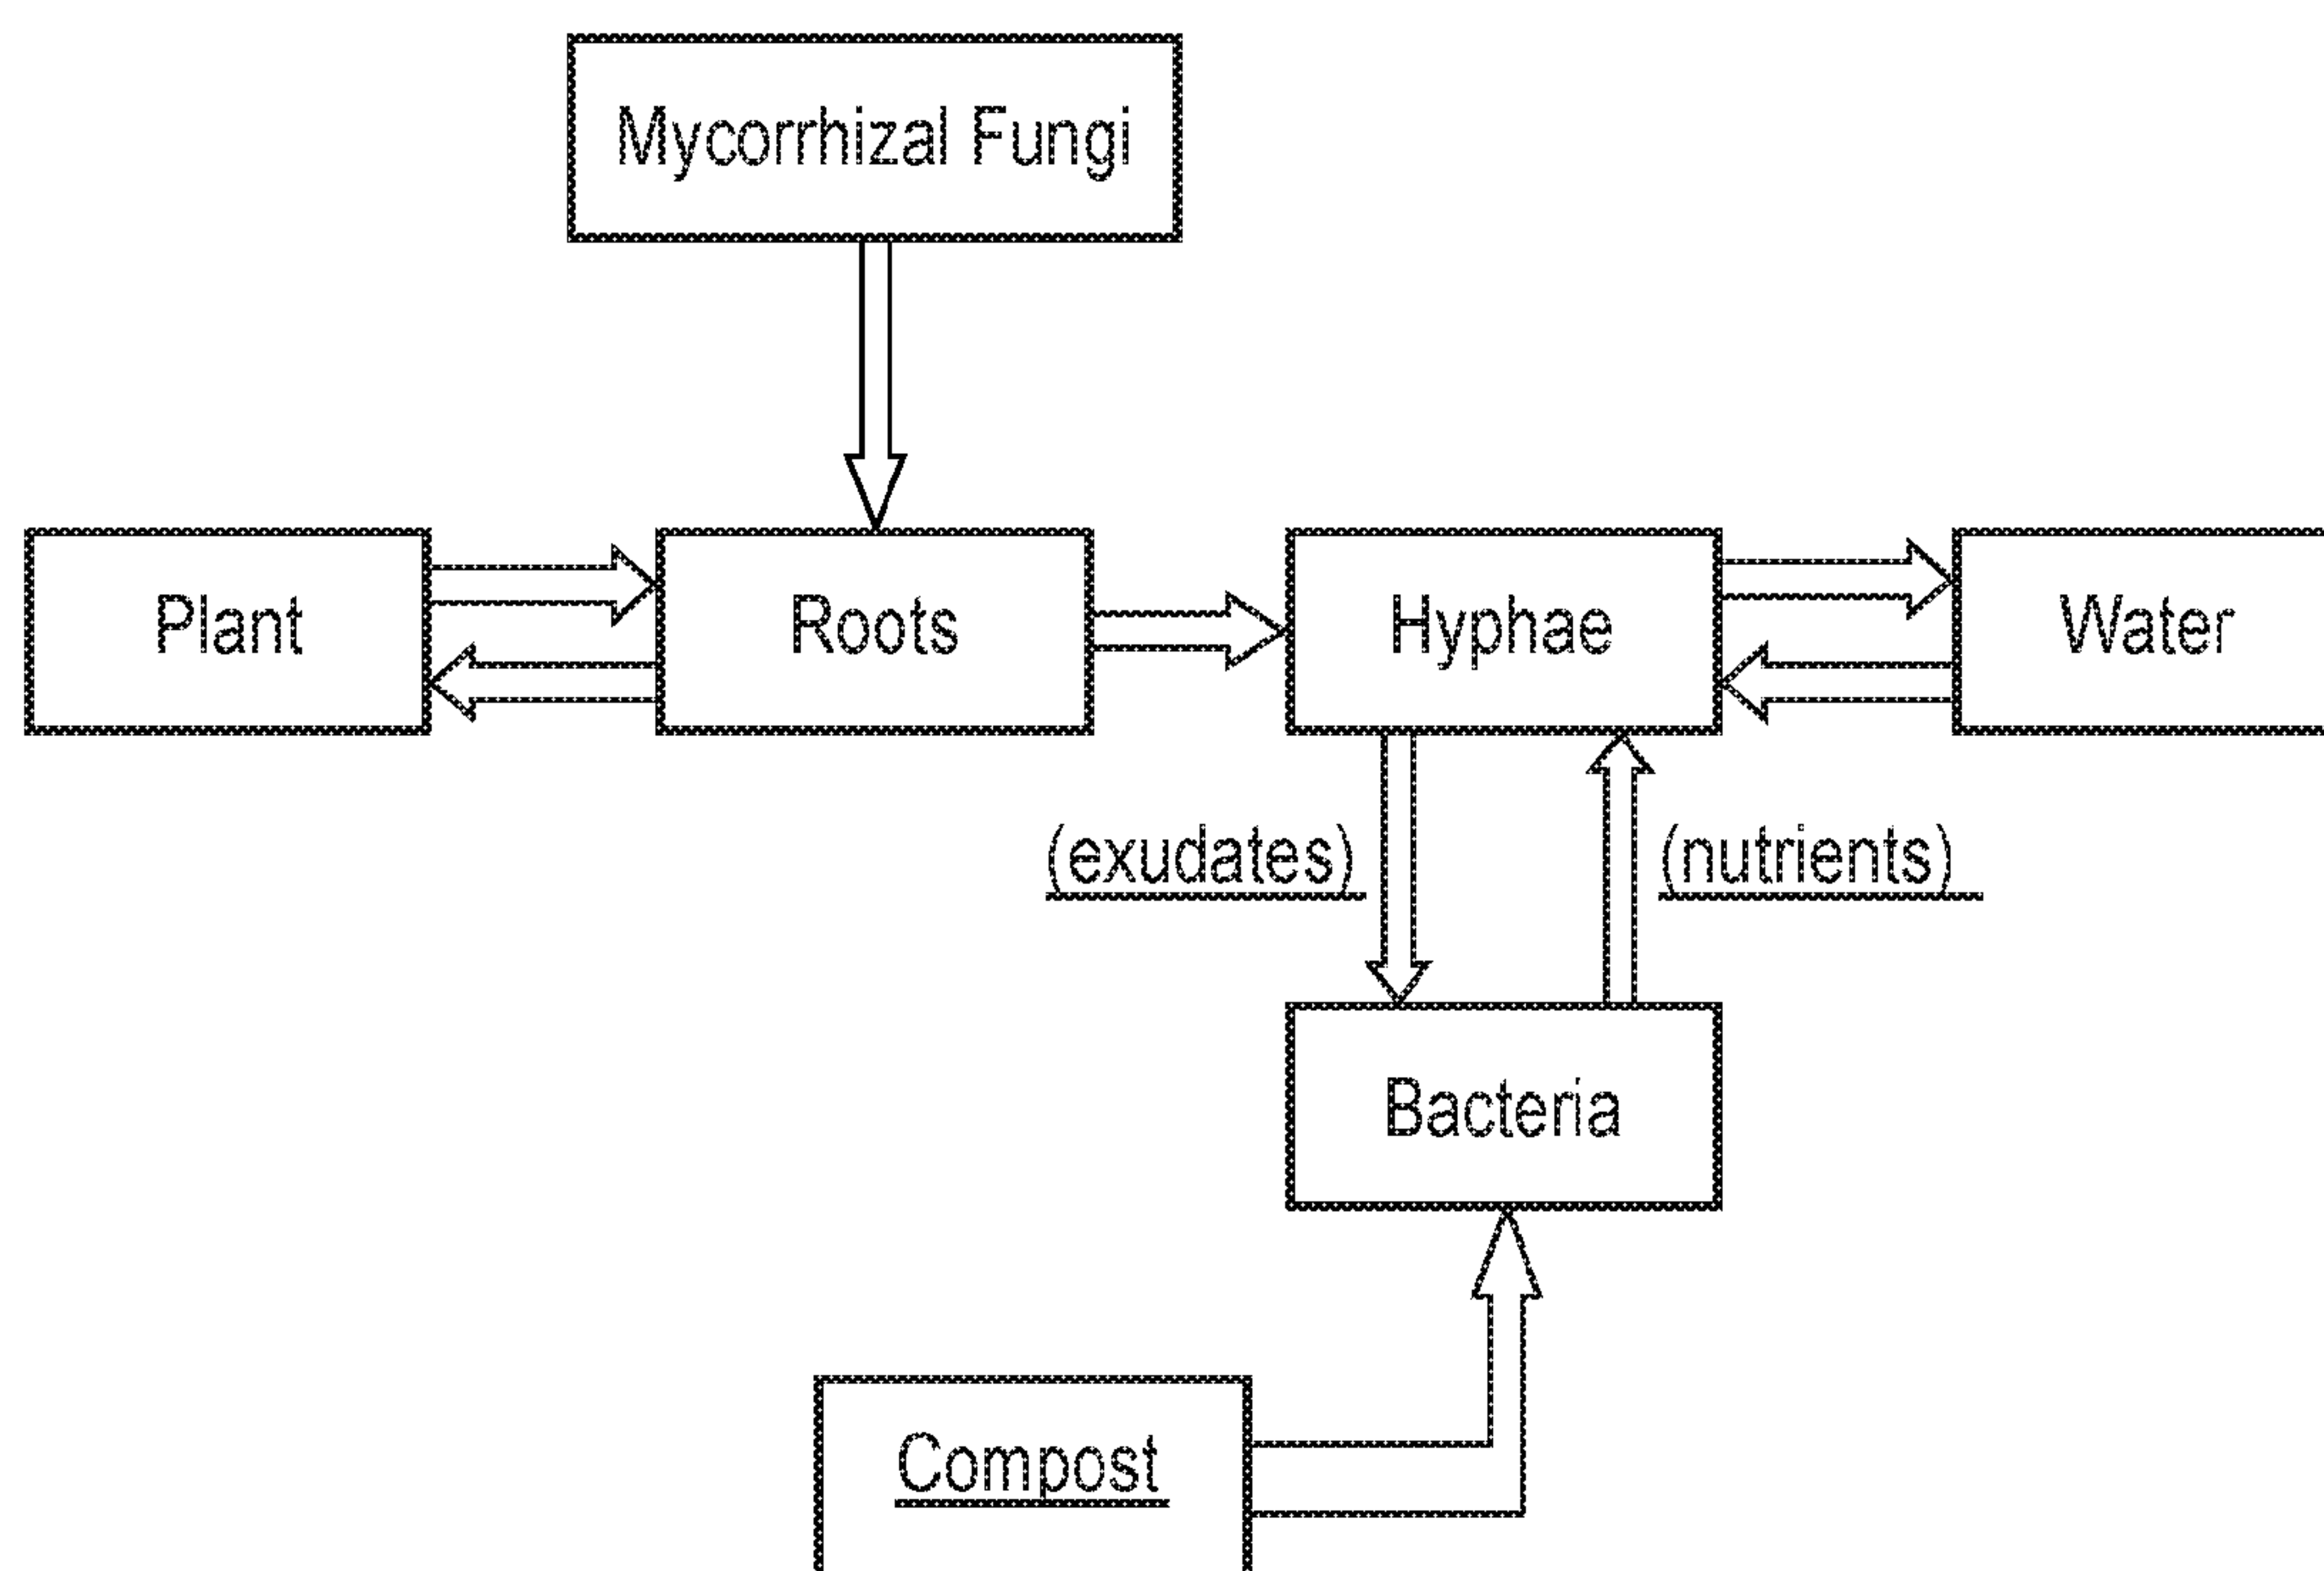 Mycorrhizal Fungi
Plant
Roots
Hyphae
Water
(exudates)
(nutrients)
Bacteria
Compost